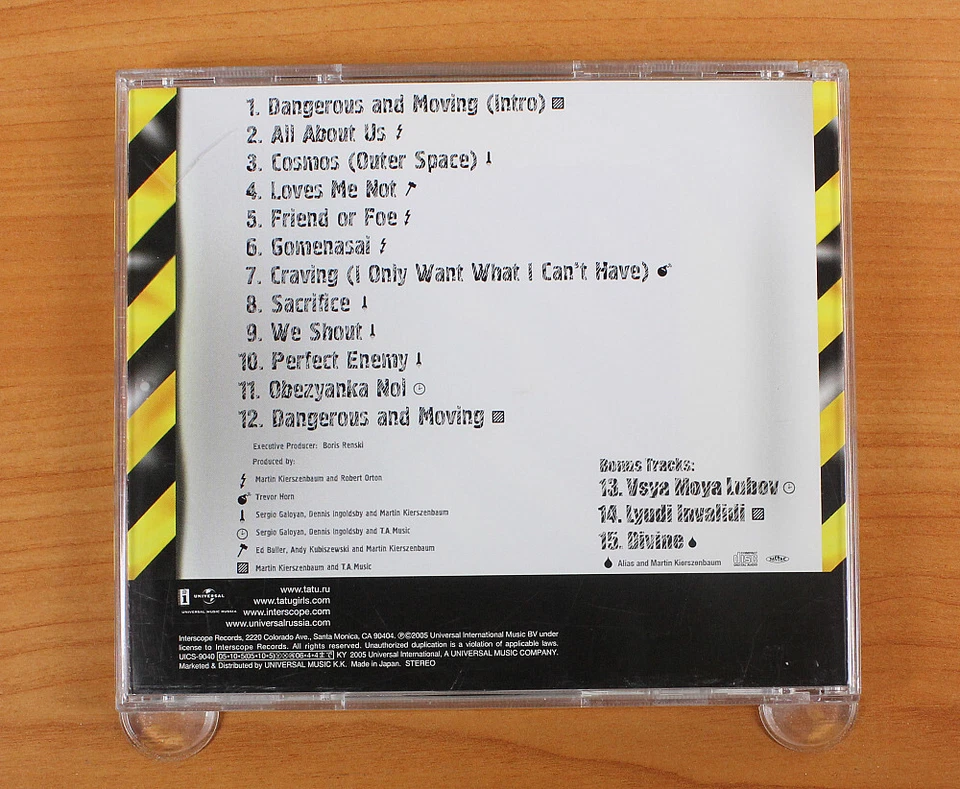 1. Dangerous and Moving (Intro)
2. All About Us
3. Cosmos (Outer Space)
4. Loves Me Not
5. Friend or Foe
6. Gomenasai
7. Craving (I Only Want What I Can't Have)
8. Sacrifice
9. We Shout
10. Perfect Enemy
11. Obezyanka Nol
12. Dangerous and Moving
Executive Producer: Boris Renski
Produced by:
Martin Kierszenbaum and Robert Orton
Trevor Horn
Sergio Galoyan, Dennis Ingoldsby and Martin Kierszenbaum
Sergio Galoyan, Dennis Ingoldsby and T.A. Music
Ed Buller, Andy Kubiszewski and Martin Kierszenbaum
Martin Kierszenbaum and T.A. Music
Bonus Tracks:
13. Vsya Moya Lubov
14. Lyudi Invalidi
15. Divine
Alias and Martin Kierszenbaum
i UNIVERSAL
UNIVERSAL MUSIC RUSSIA
www.tatu.ru
www.tatugirls.com
www.interscope.com
www.universalrussia.com
Interscope Records, 2220 Colorado Ave., Santa Monica, CA 90404. ℗©2005 Universal International Music BV under
license to Interscope Records. All rights reserved. Unauthorized duplication is a violation of applicable laws.
UICS-9040 KY 2005 Universal International, A UNIVERSAL MUSIC COMPANY.
Marketed & Distributed by UNIVERSAL MUSIC K.K. Made in Japan. STEREO